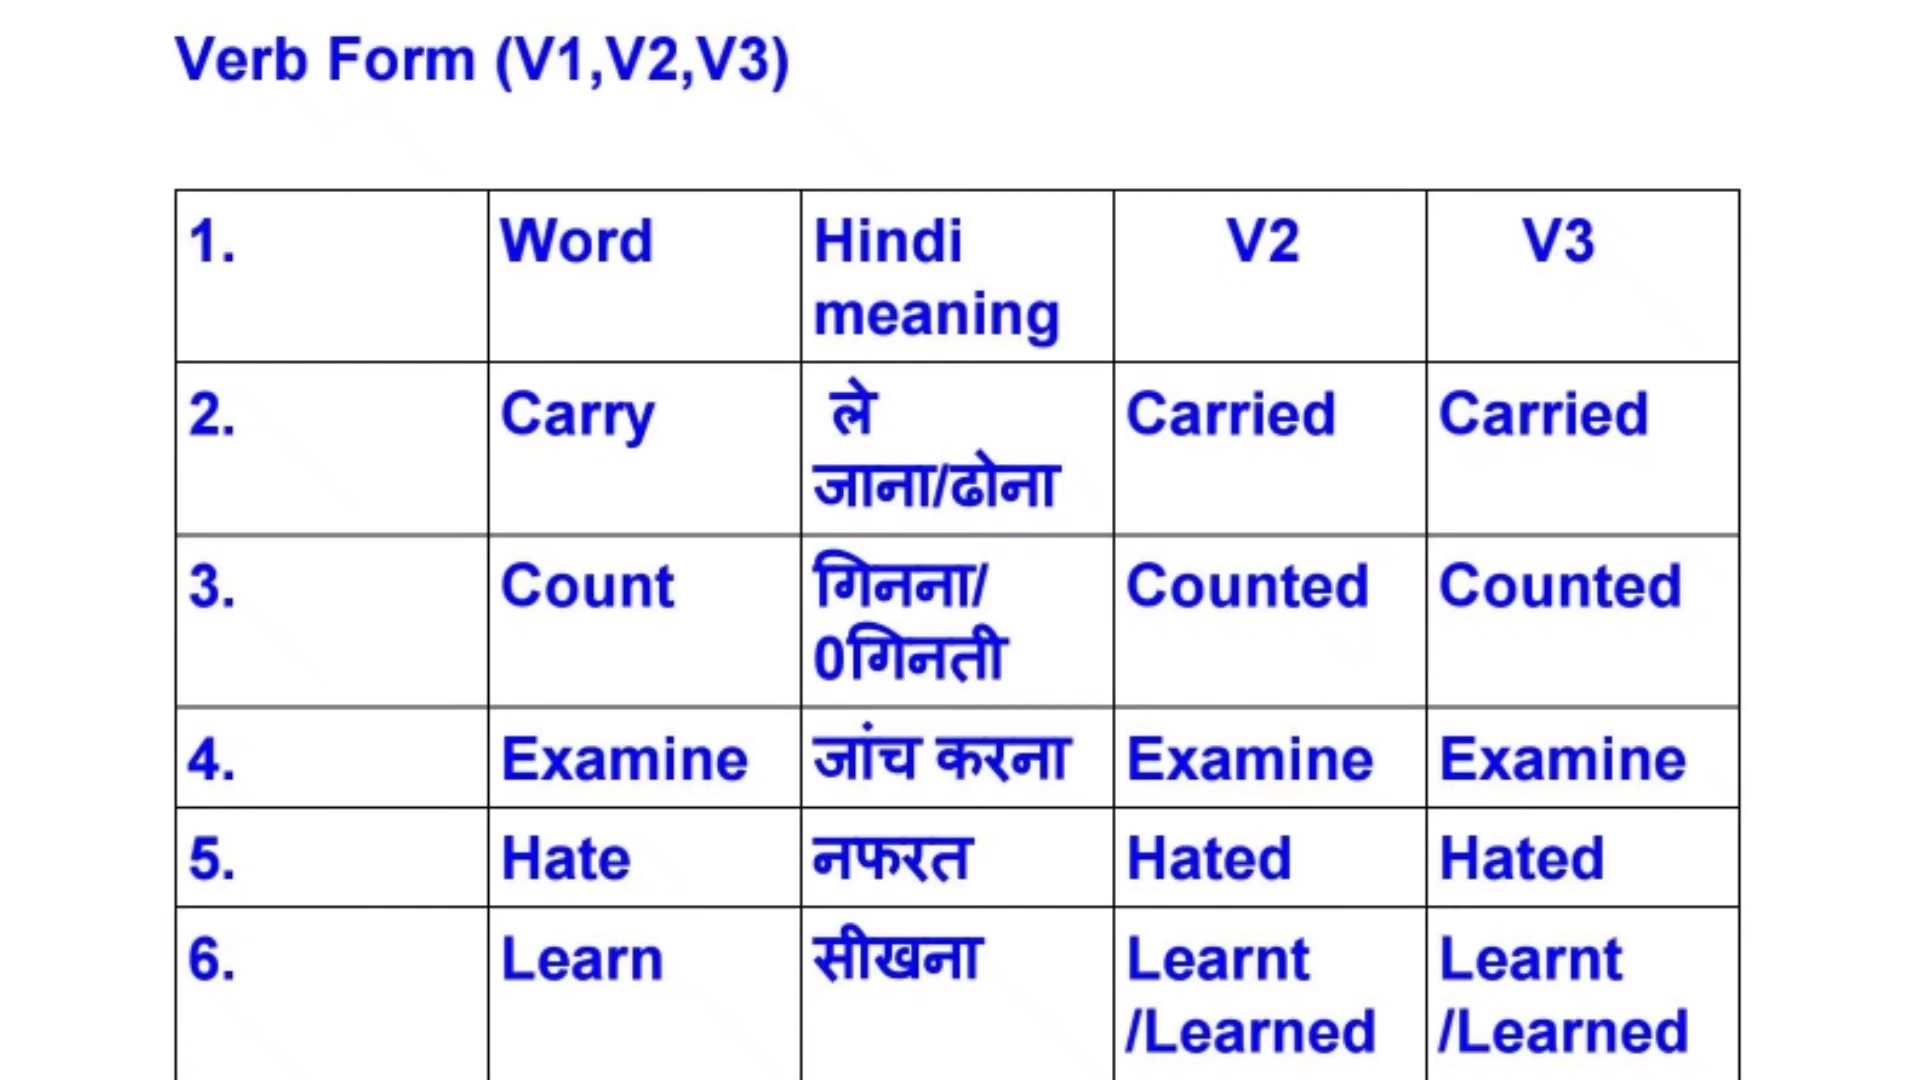 Verb Form (V1,V2,V3)
1. Word Hindi meaning V2 V3
2. Carry ले जाना/ढोना Carried Carried
3. Count गिनना/ 0गिनती Counted Counted
4. Examine जांच करना Examine Examine
5. Hate नफरत Hated Hated
6. Learn सीखना Learnt /Learned Learnt /Learned